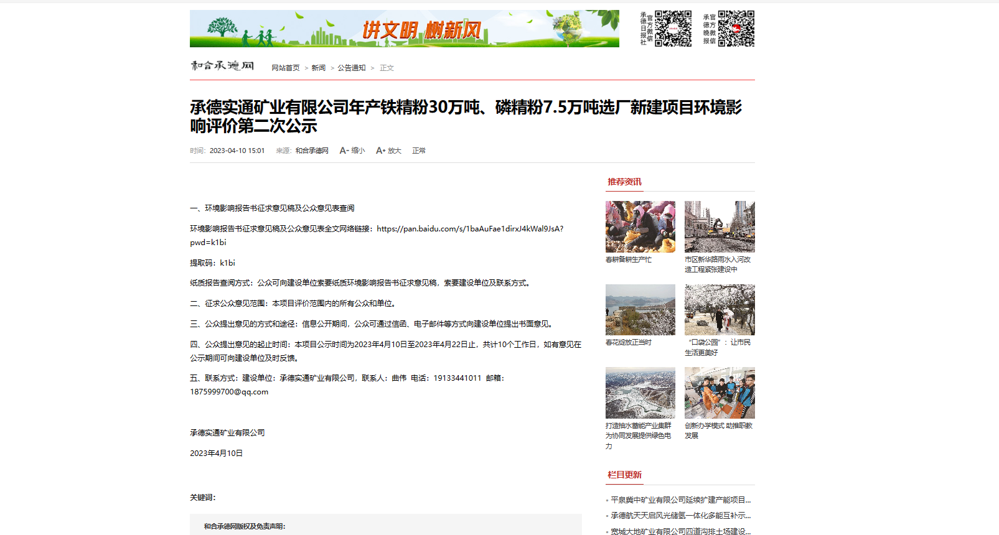 讲文明 树新风
承德日报社
官方微信
承德晚报
官方微信
和合承德网
网站首页 > 新闻 > 公告通知 > 正文
承德实通矿业有限公司年产铁精粉30万吨、磷精粉7.5万吨选厂新建项目环境影
响评价第二次公示
时间: 2023-04-10 15:01 来源: 和合承德网 A- 缩小 A+ 放大 正常
一、环境影响报告书征求意见稿及公众意见表查阅
环境影响报告书征求意见稿及公众意见表全文网络链接：https://pan.baidu.com/s/1baAuFae1dirxJ4kWal9JsA?
pwd=k1bi
提取码：k1bi
纸质报告查阅方式：公众可向建设单位索要纸质环境影响报告书征求意见稿，索要建设单位及联系方式。
二、征求公众意见范围：本项目评价范围内的所有公众和单位。
三、公众提出意见的方式和途径：信息公开期间，公众可通过信函、电子邮件等方式向建设单位提出书面意见。
四、公众提出意见的起止时间：本项目公示时间为2023年4月10日至2023年4月22日止，共计10个工作日，如有意见在
公示期间可向建设单位及时反馈。
五、联系方式：建设单位：承德实通矿业有限公司，联系人：曲伟 电话：19133441011 邮箱：
1875999700@qq.com
承德实通矿业有限公司
2023年4月10日
关键词：
和合承德网版权及免责声明：
推荐资讯
春耕备耕生产忙
市区新华路雨水入河改
造工程紧张建设中
春花绽放正当时
“口袋公园”：让市民
生活更美好
打造抽水蓄能产业集群
为协同发展提供绿色电
力
创新办学模式 助推职教
发展
栏目更新
平泉冀中矿业有限公司延续扩建产能项目...
承德航天天启风光储氢一体化多能互补示...
宽城大地矿业有限公司四道沟排土场建设...